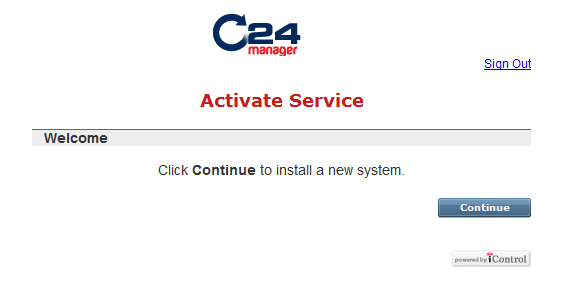 C24
manager
Sign Out
Activate Service
Welcome
Click Continue to install a new system.
Continue
powered by iControl